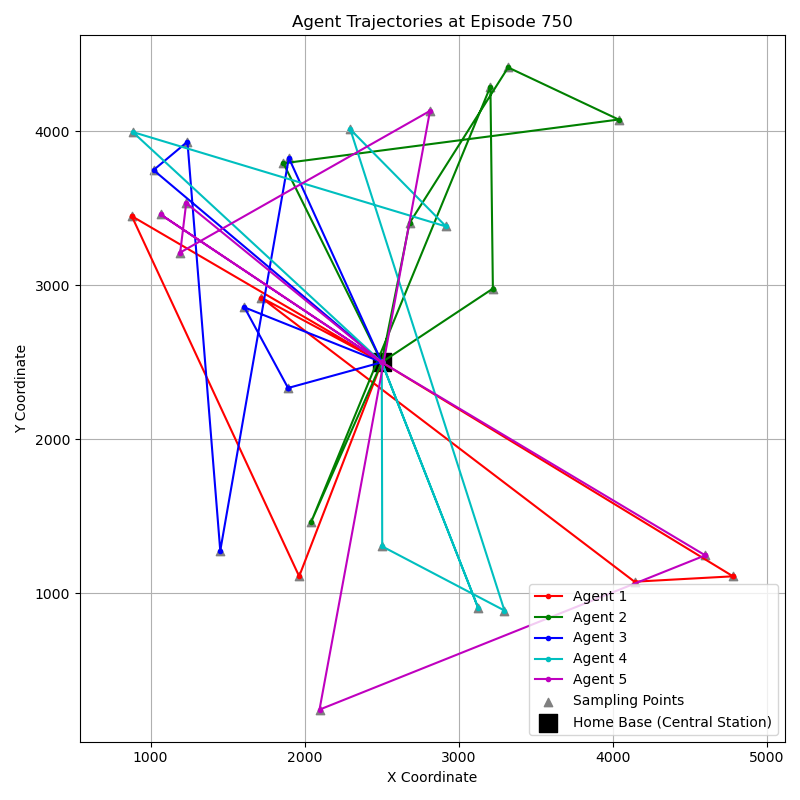 Agent Trajectories at Episode 750
Y Coordinate
4000
3000
2000
1000
Agent 1
Agent 2
Agent 3
Agent 4
Agent 5
Sampling Points
Home Base (Central Station)
1000 2000 3000 4000 5000
X Coordinate